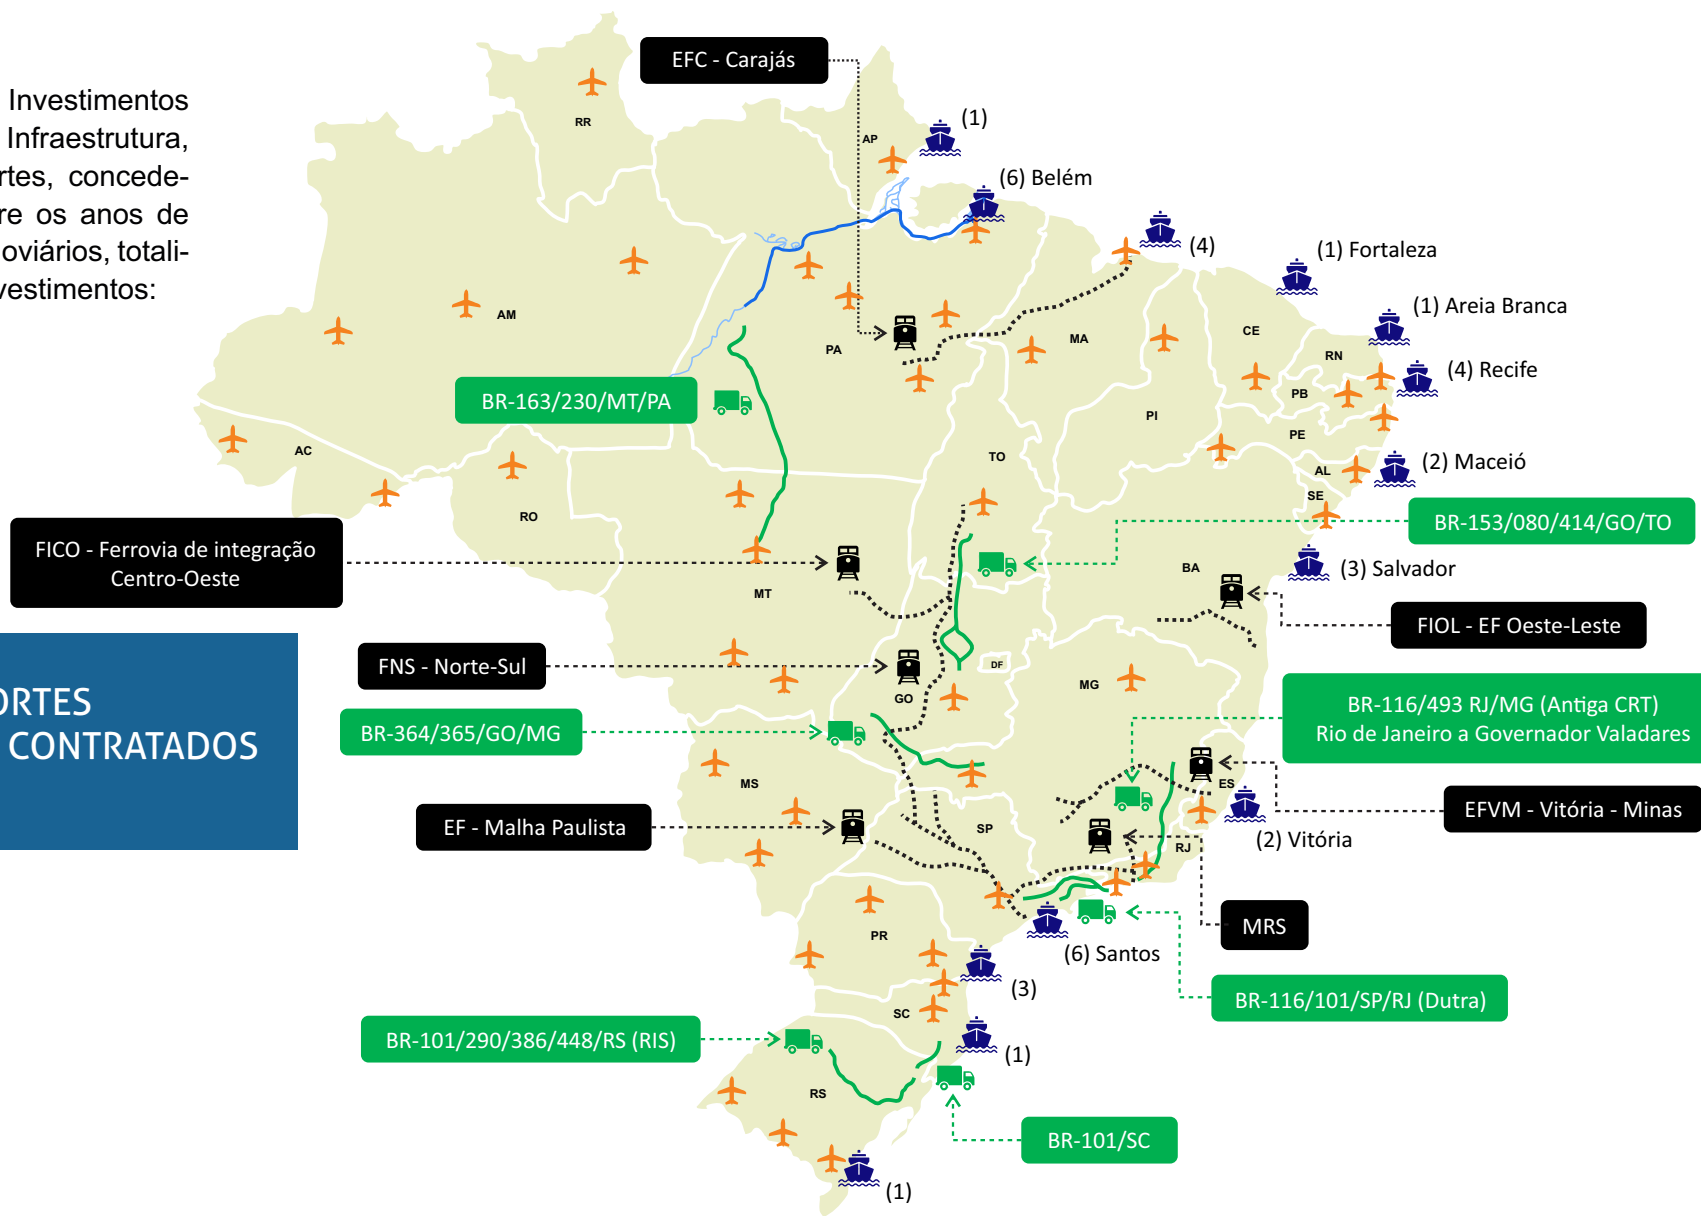 Investimentos
Infraestrutura,
rtes, concede-
re os anos de
oviários, totali-
vestimentos:
EFC - Carajás
RR
AP
(1)
(6) Belém
(4)
(1) Fortaleza
(1) Areia Branca
(4) Recife
AM
PA
MA
CE
RN
PB
PI
PE
AL
SE
BR-163/230/MT/PA
AC
RO
TO
(2) Maceió
BR-153/080/414/GO/TO
FICO - Ferrovia de integração
Centro-Oeste
MT
BA
(3) Salvador
FIOL - EF Oeste-Leste
FNS - Norte-Sul
DF
GO
MG
ORTES
CONTRATADOS
BR-364/365/GO/MG
BR-116/493 RJ/MG (Antiga CRT)
Rio de Janeiro a Governador Valadares
MS
ES
EF - Malha Paulista
SP
RJ
EFVM - Vitória - Minas
(2) Vitória
MRS
PR
(6) Santos
(3)
BR-116/101/SP/RJ (Dutra)
SC
BR-101/290/386/448/RS (RIS)
(1)
RS
BR-101/SC
(1)